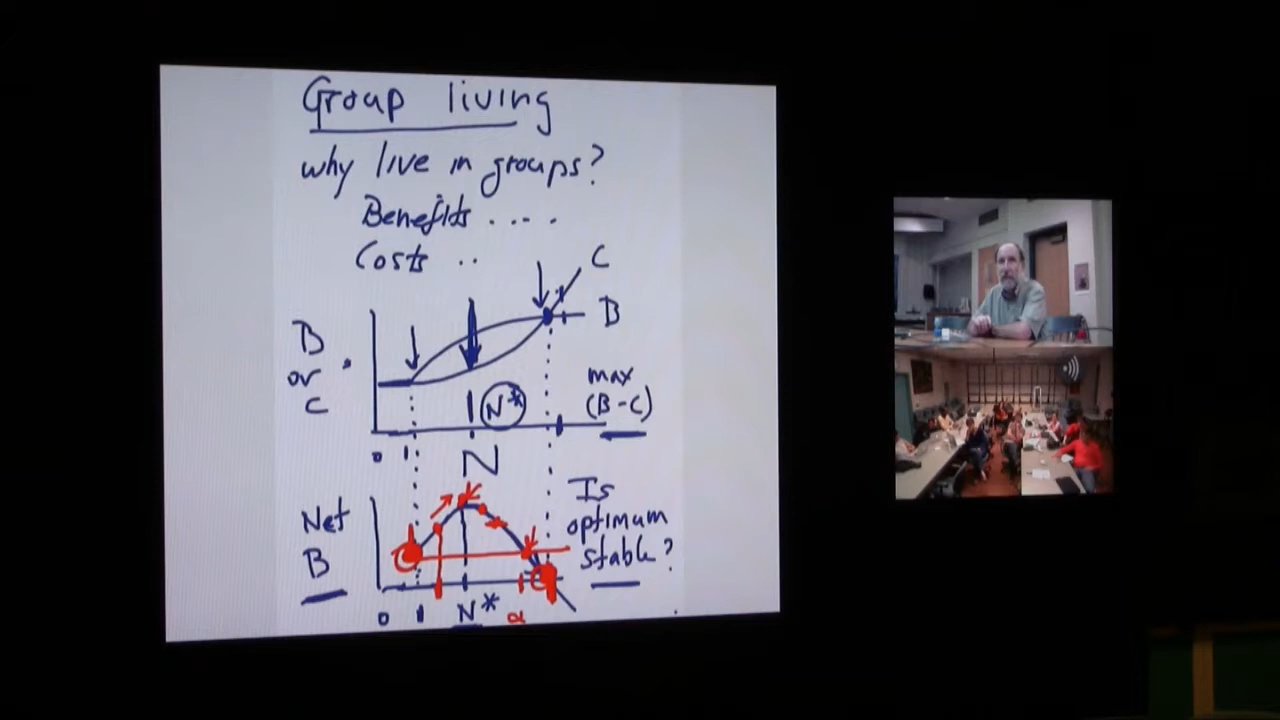 Group living
why live in groups?
Benefits ....
Costs ..
C
B
B
or
C
max
(B-C)
N*
0 1
N
Net
B
Is
optimum
stable?
0 1 N* α